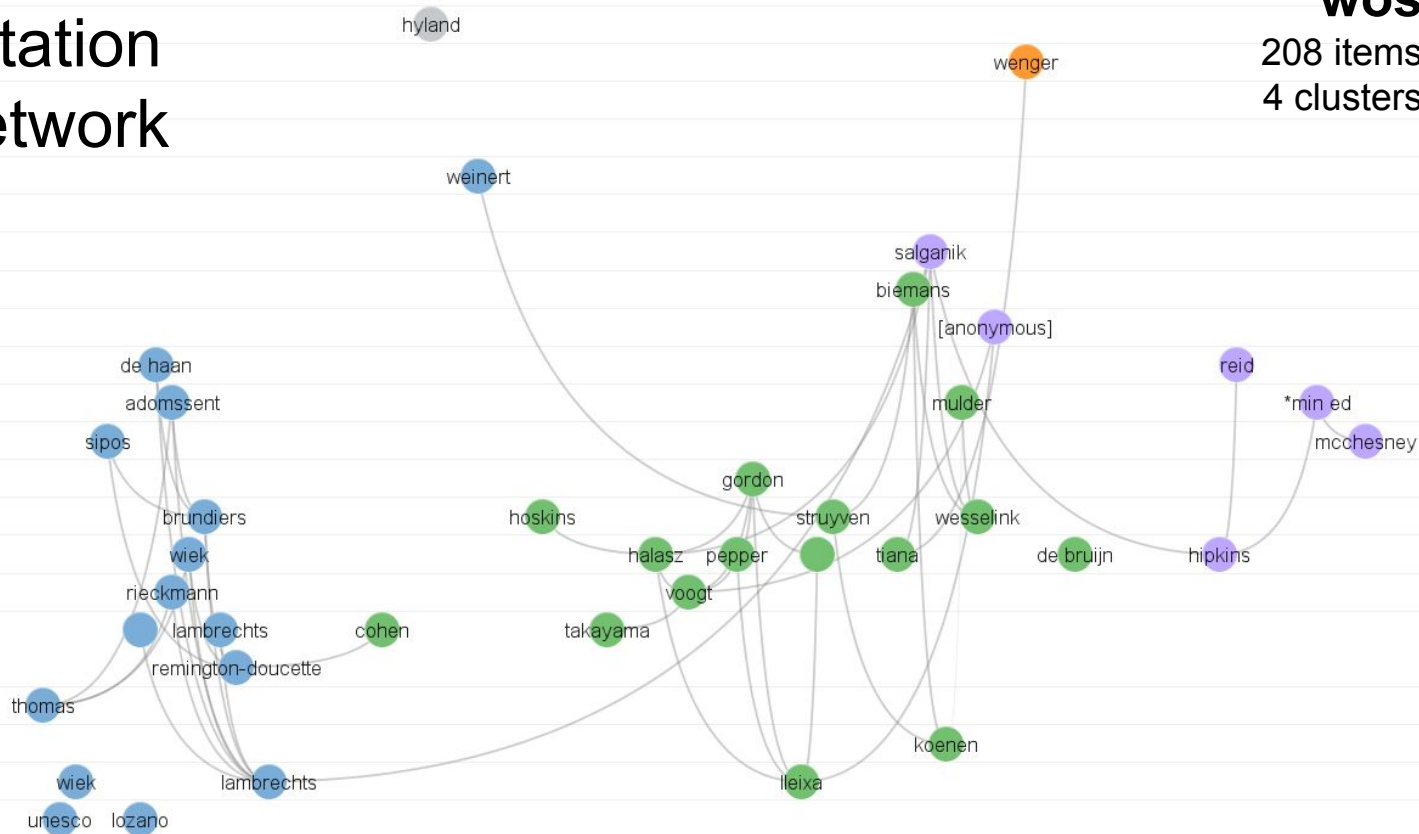 tation
etwork
wos
208 items
4 clusters
hyland
wenger
weinert
salganik
biemans
[anonymous]
de haan
reid
adomssent
mulder
*min ed
sipos
mcchesney
gordon
brundiers
hoskins
struyven
wesselink
wiek
halasz
pepper
tiana
de bruijn
hipkins
rieckmann
voogt
lambrechts
cohen
takayama
remington-doucette
thomas
koenen
wiek
lambrechts
lleixa
unesco
lozano